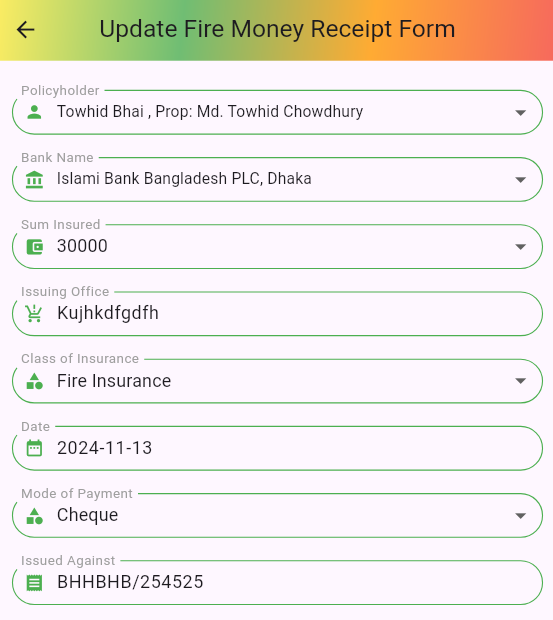 Update Fire Money Receipt Form
Policyholder
Towhid Bhai , Prop: Md. Towhid Chowdhury
Bank Name
Islami Bank Bangladesh PLC, Dhaka
Sum Insured
30000
Issuing Office
Kujhkdfgdfh
Class of Insurance
Fire Insurance
Date
2024-11-13
Mode of Payment
Cheque
Issued Against
BHHBHB/254525